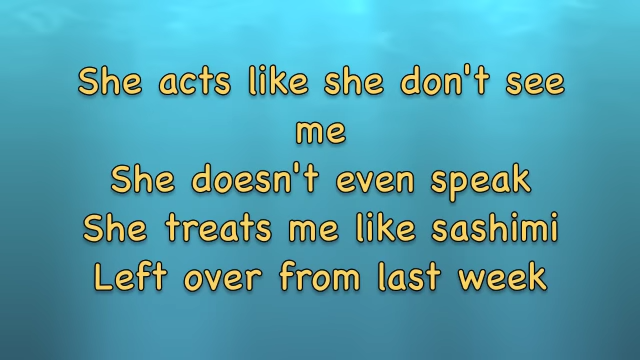 She acts like she don't see
me
She doesn't even speak
She treats me like sashimi
Left over from last week